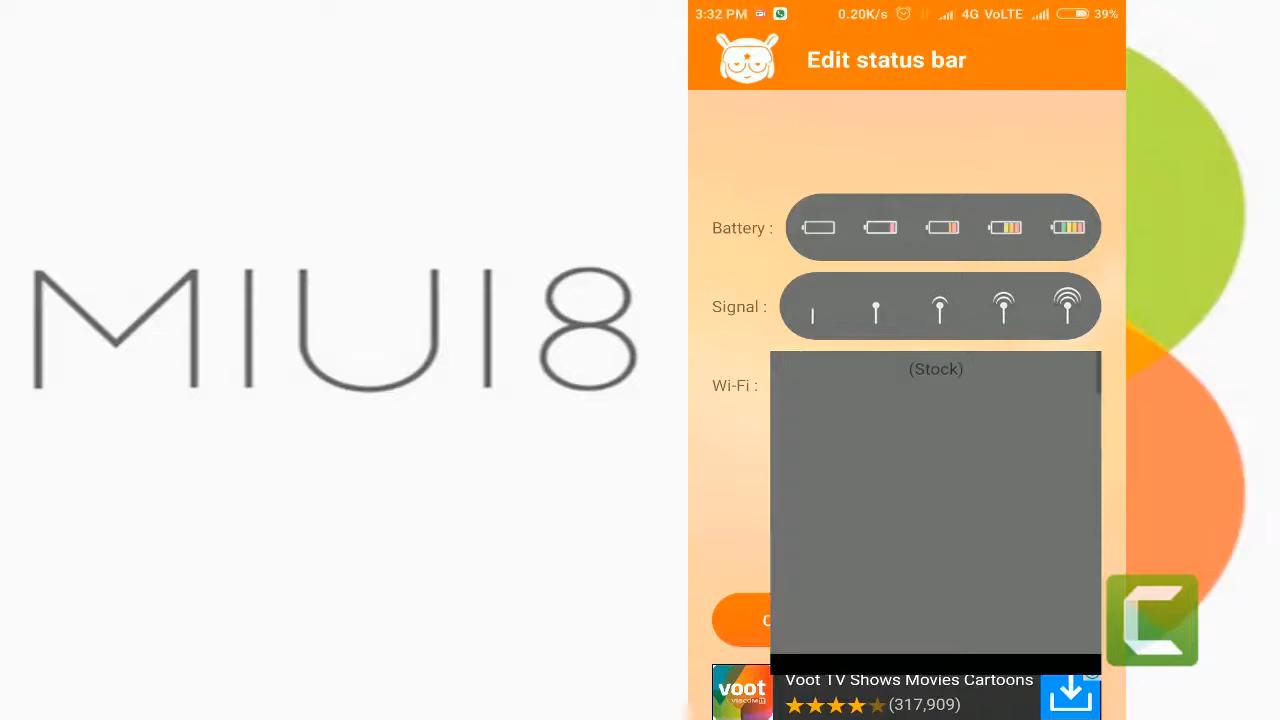 MIUI8
3:32 PM 0.20K/s 4G VoLTE 39%
Edit status bar
Battery :
Signal :
(Stock)
Wi-Fi :
C
voot
VIACOM18
Voot TV Shows Movies Cartoons
(317,909)